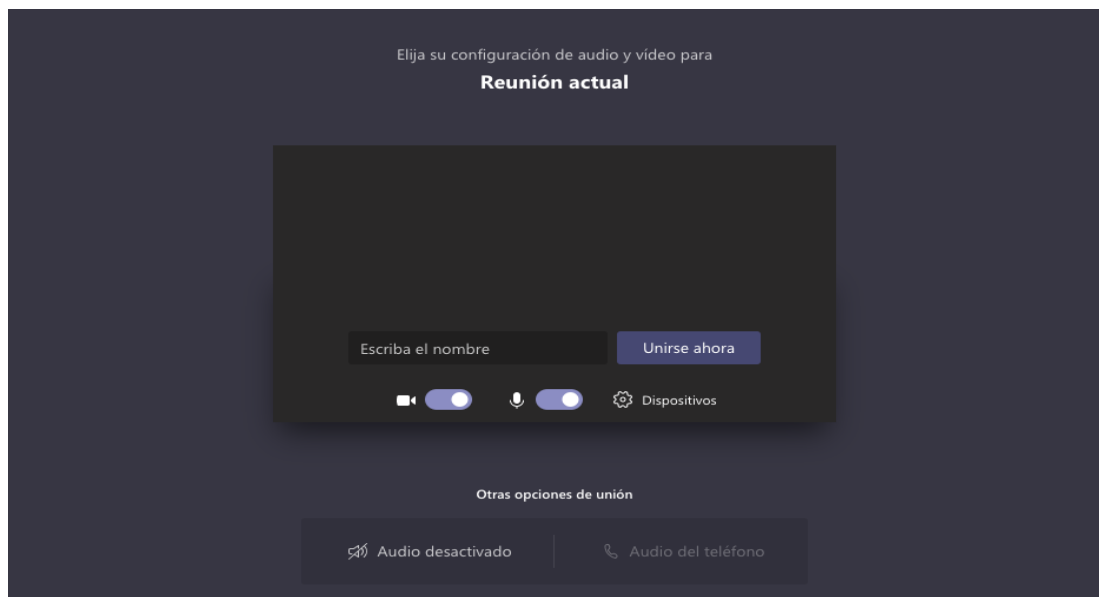 Elija su configuración de audio y vídeo para
Reunión actual
Escriba el nombre
Unirse ahora
Dispositivos
Otras opciones de unión
Audio desactivado
Audio del teléfono